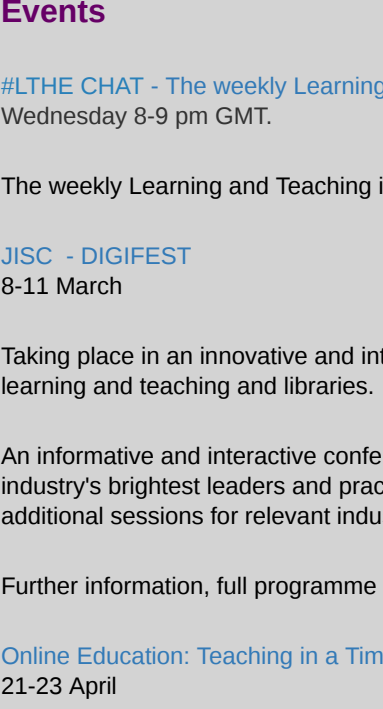 Events
#LTHE CHAT - The weekly Learning
Wednesday 8-9 pm GMT.
The weekly Learning and Teaching i
JISC - DIGIFEST
8-11 March
Taking place in an innovative and int
learning and teaching and libraries.
An informative and interactive confe
industry's brightest leaders and prac
additional sessions for relevant indu
Further information, full programme
Online Education: Teaching in a Tim
21-23 April